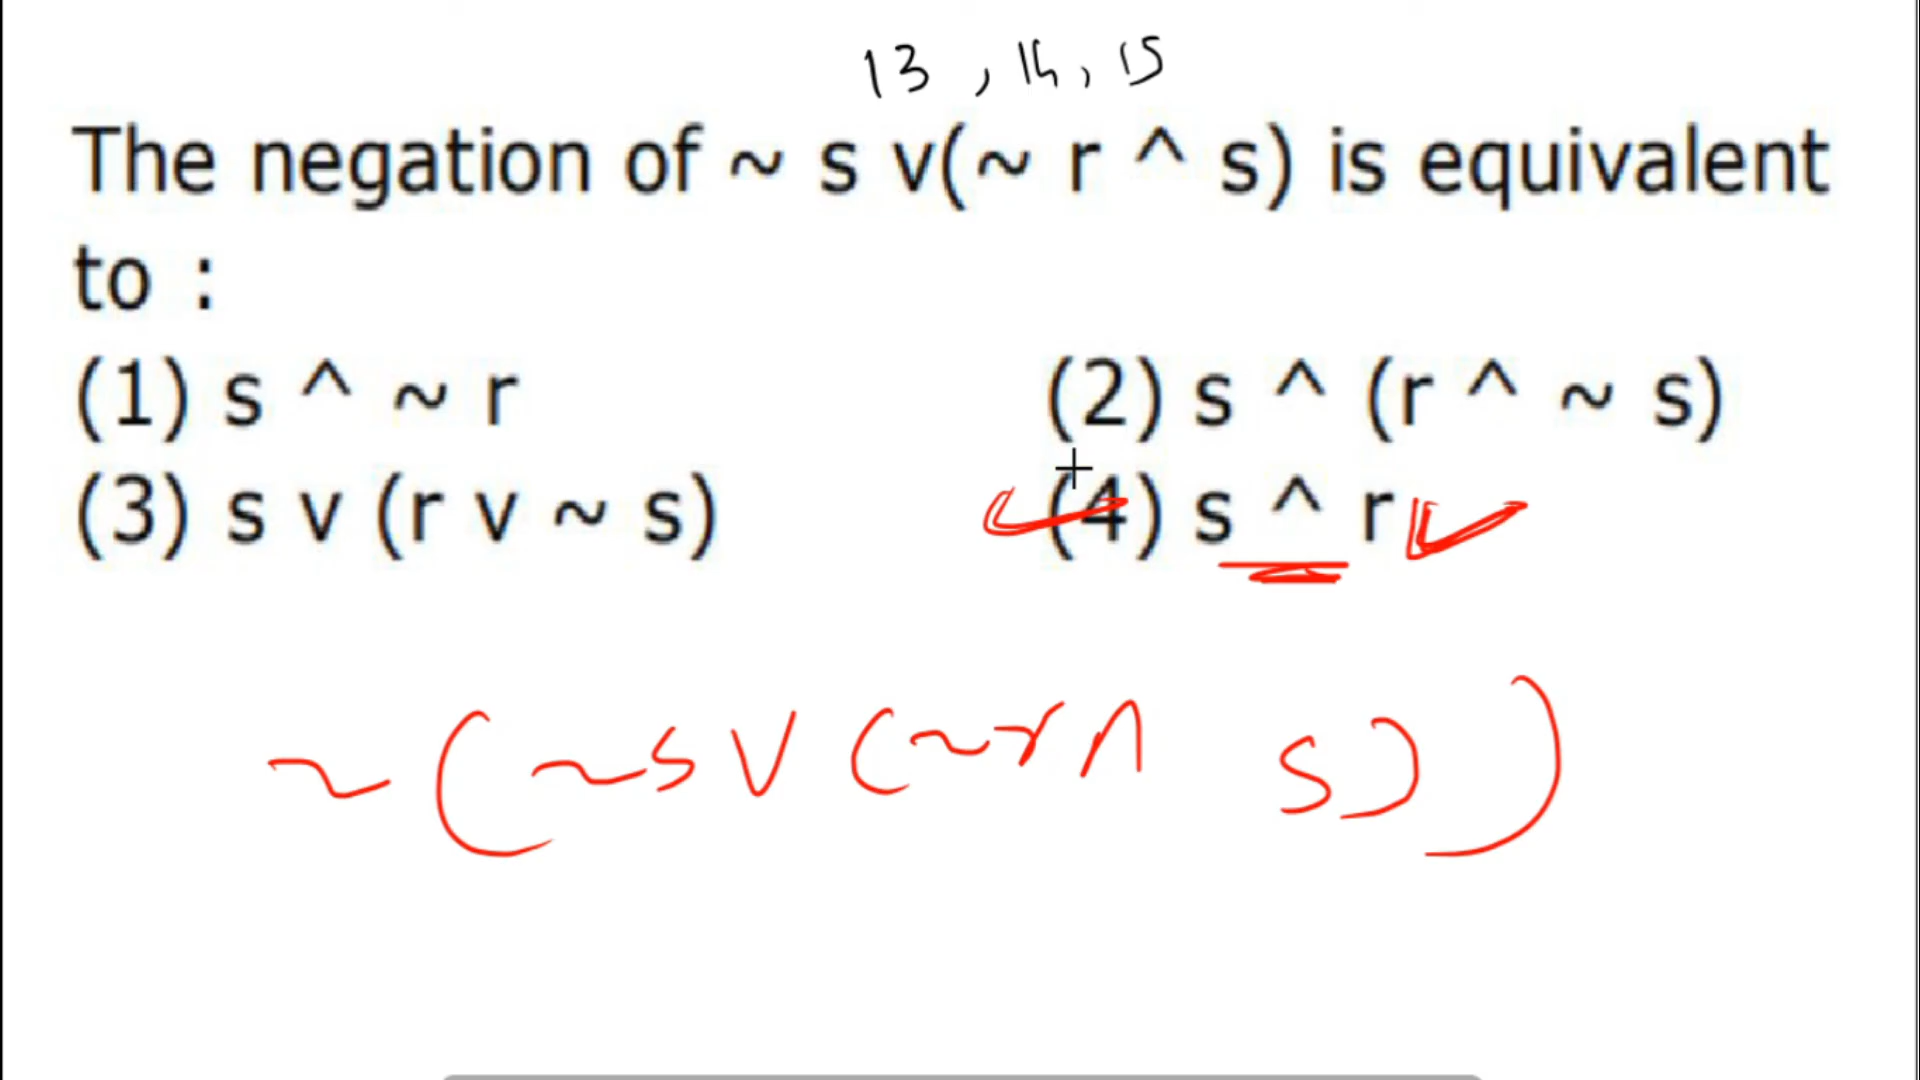 13 , 14 , 15
The negation of ~ s v(~ r ^ s) is equivalent
to :
(1) s ^ ~ r
(2) s ^ (r ^ ~ s)
(3) s v (r v ~ s)
(4) s ^ r
~(~s ∨ (~r ∧ s))